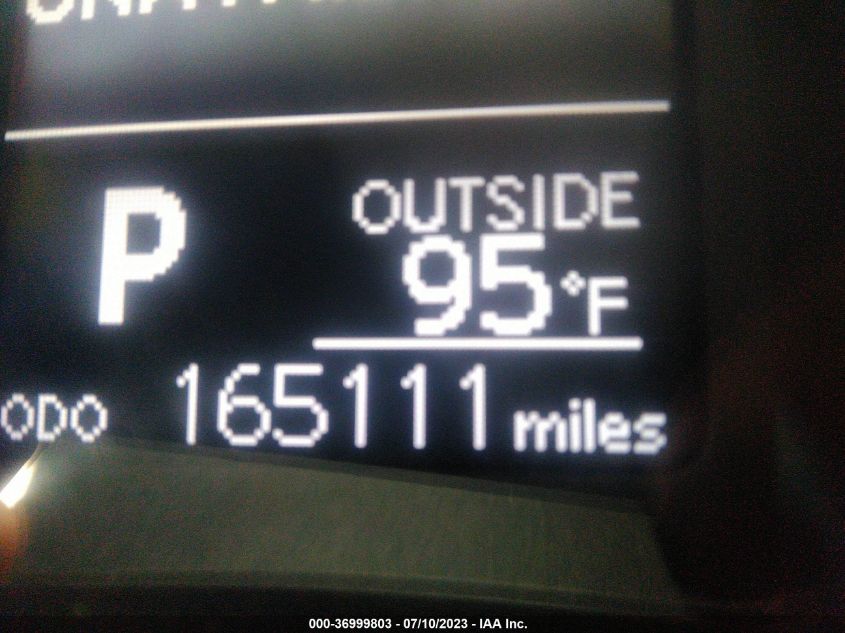 P
OUTSIDE
95°F
ODO 165111 miles
000-36999803 - 07/10/2023 - IAA Inc.